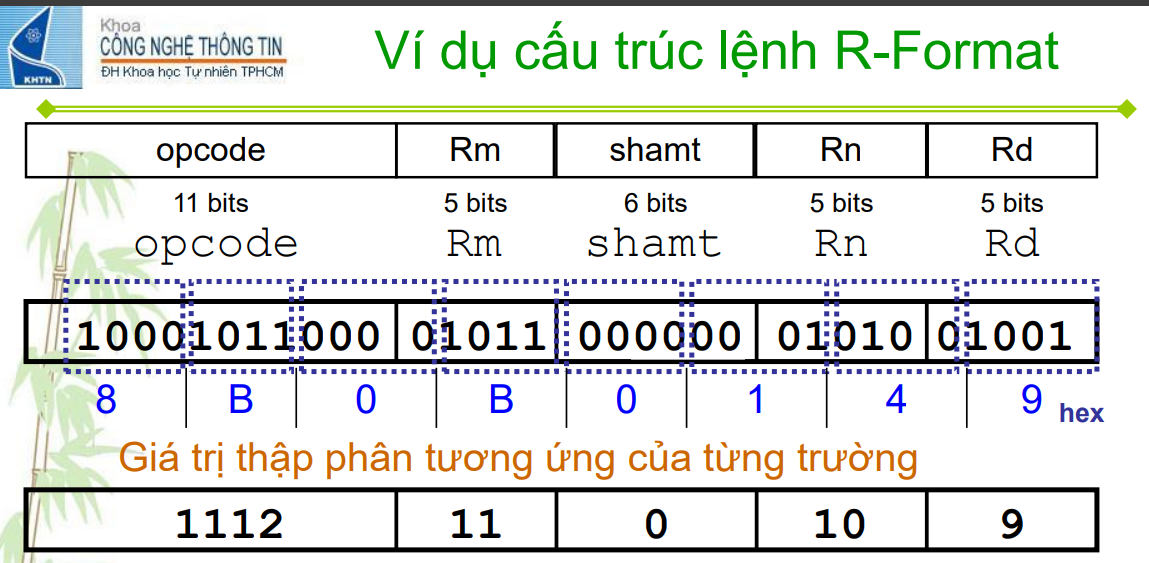 Khoa
CÔNG NGHỆ THÔNG TIN
ĐH Khoa học Tự nhiên TPHCM
KHTN
Ví dụ cấu trúc lệnh R-Format
opcode Rm shamt Rn Rd
11 bits 5 bits 6 bits 5 bits 5 bits
opcode Rm shamt Rn Rd
10001011000 01011 000000 01010 01001
8 B 0 B 0 1 4 9 hex
Giá trị thập phân tương ứng của từng trường
1112 11 0 10 9